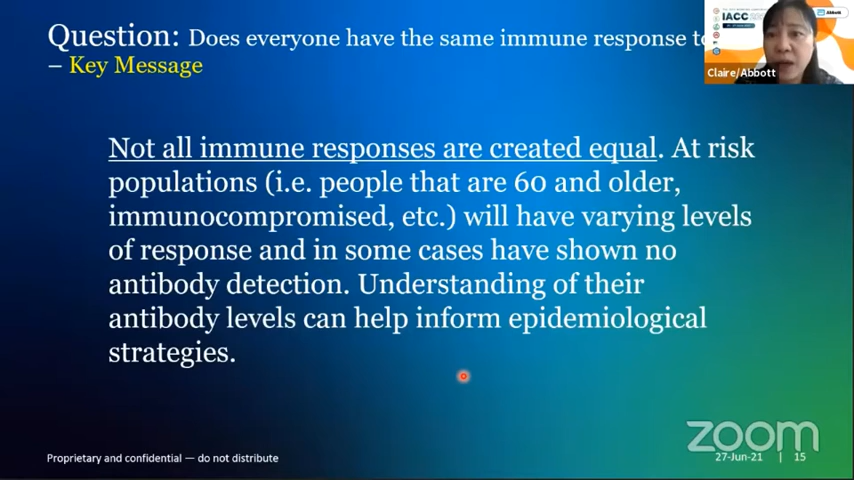 Question: Does everyone have the same immune response to
– Key Message
IACC
Abbott
Claire/Abbott
Not all immune responses are created equal. At risk
populations (i.e. people that are 60 and older,
immunocompromised, etc.) will have varying levels
of response and in some cases have shown no
antibody detection. Understanding of their
antibody levels can help inform epidemiological
strategies.
zoom
Proprietary and confidential — do not distribute
27-Jun-21 | 15